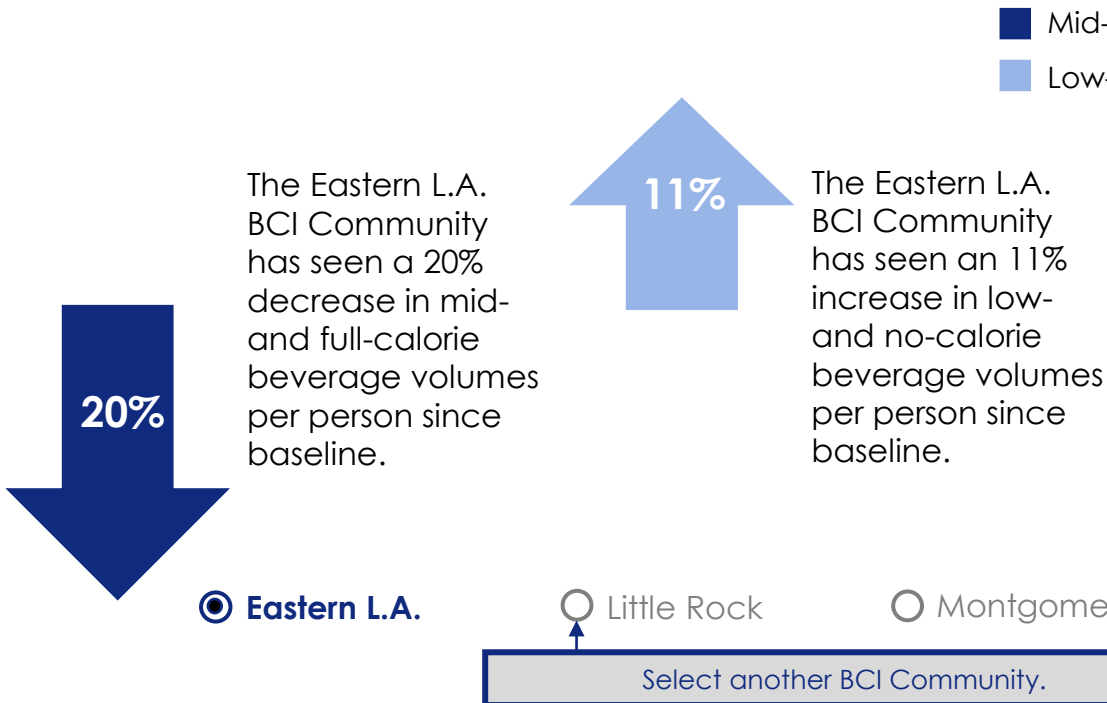 Mid-
Low-
11%
The Eastern L.A.
BCI Community
has seen a 20%
decrease in mid-
and full-calorie
beverage volumes
per person since
baseline.
The Eastern L.A.
BCI Community
has seen an 11%
increase in low-
and no-calorie
beverage volumes
per person since
baseline.
20%
Eastern L.A.
Little Rock
Montgome
Select another BCI Community.